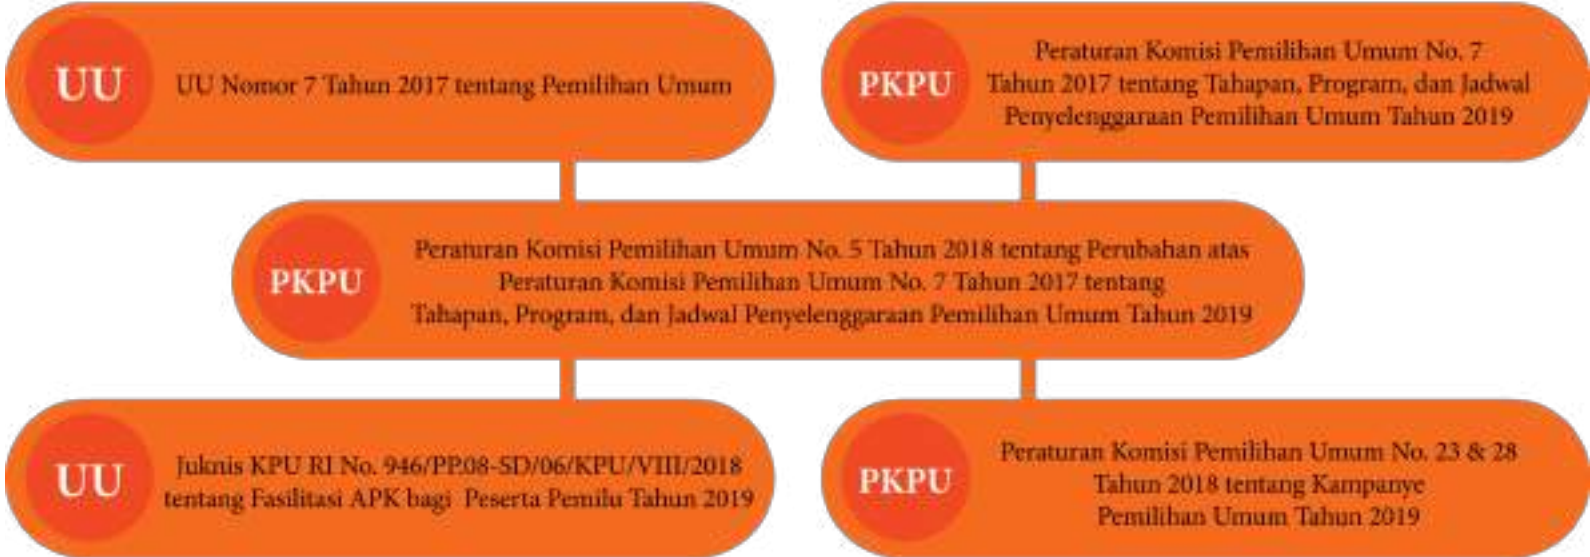 UU
UU Nomor 7 Tahun 2017 tentang Pemilihan Umum
PKPU
Peraturan Komisi Pemilihan Umum No. 7
Tahun 2017 tentang Tahapan, Program, dan Jadwal
Penyelenggaraan Pemilihan Umum Tahun 2019
PKPU
Peraturan Komisi Pemilihan Umum No. 5 Tahun 2018 tentang Perubahan atas
Peraturan Komisi Pemilihan Umum No. 7 Tahun 2017 tentang
Tahapan, Program, dan Jadwal Penyelenggaraan Pemilihan Umum Tahun 2019
UU
Juknis KPU RI No. 946/PP.08-SD/06/KPU/VIII/2018
tentang Fasilitasi APK bagi Peserta Pemilu Tahun 2019
PKPU
Peraturan Komisi Pemilihan Umum No. 23 & 28
Tahun 2018 tentang Kampanye
Pemilihan Umum Tahun 2019